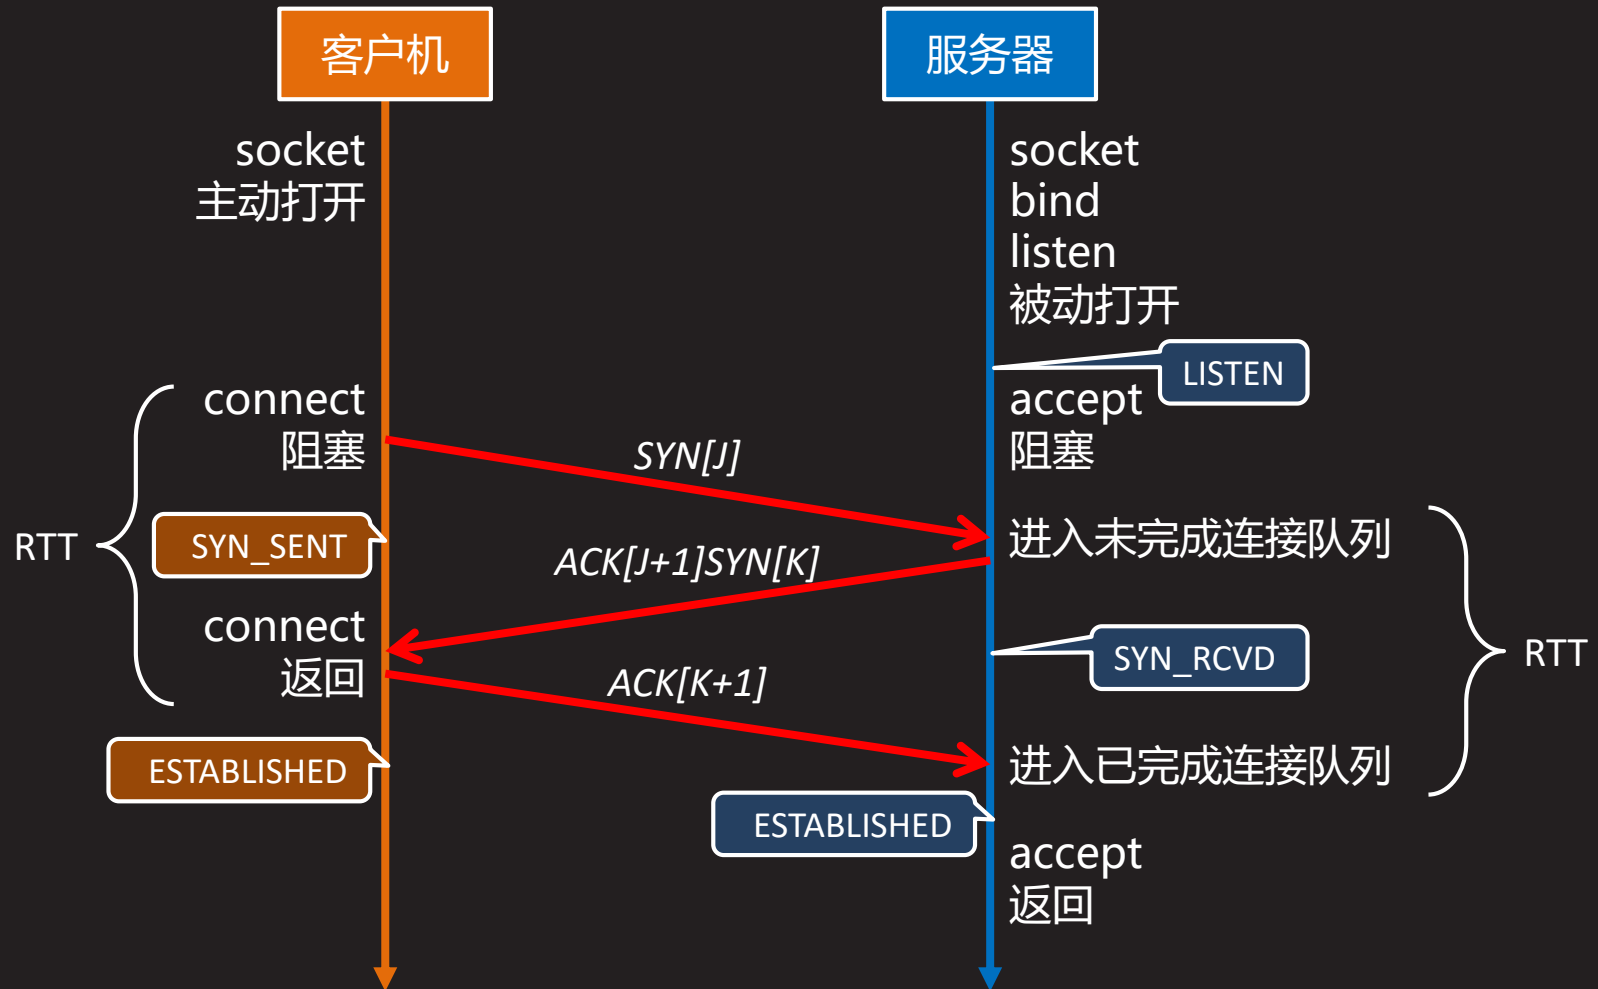 客户机
服务器
socket
主动打开
socket
bind
listen
被动打开
LISTEN
connect
阻塞
accept
阻塞
SYN[J]
RTT
SYN_SENT
进入未完成连接队列
ACK[J+1]SYN[K]
connect
返回
SYN_RCVD
RTT
ACK[K+1]
ESTABLISHED
进入已完成连接队列
ESTABLISHED
accept
返回